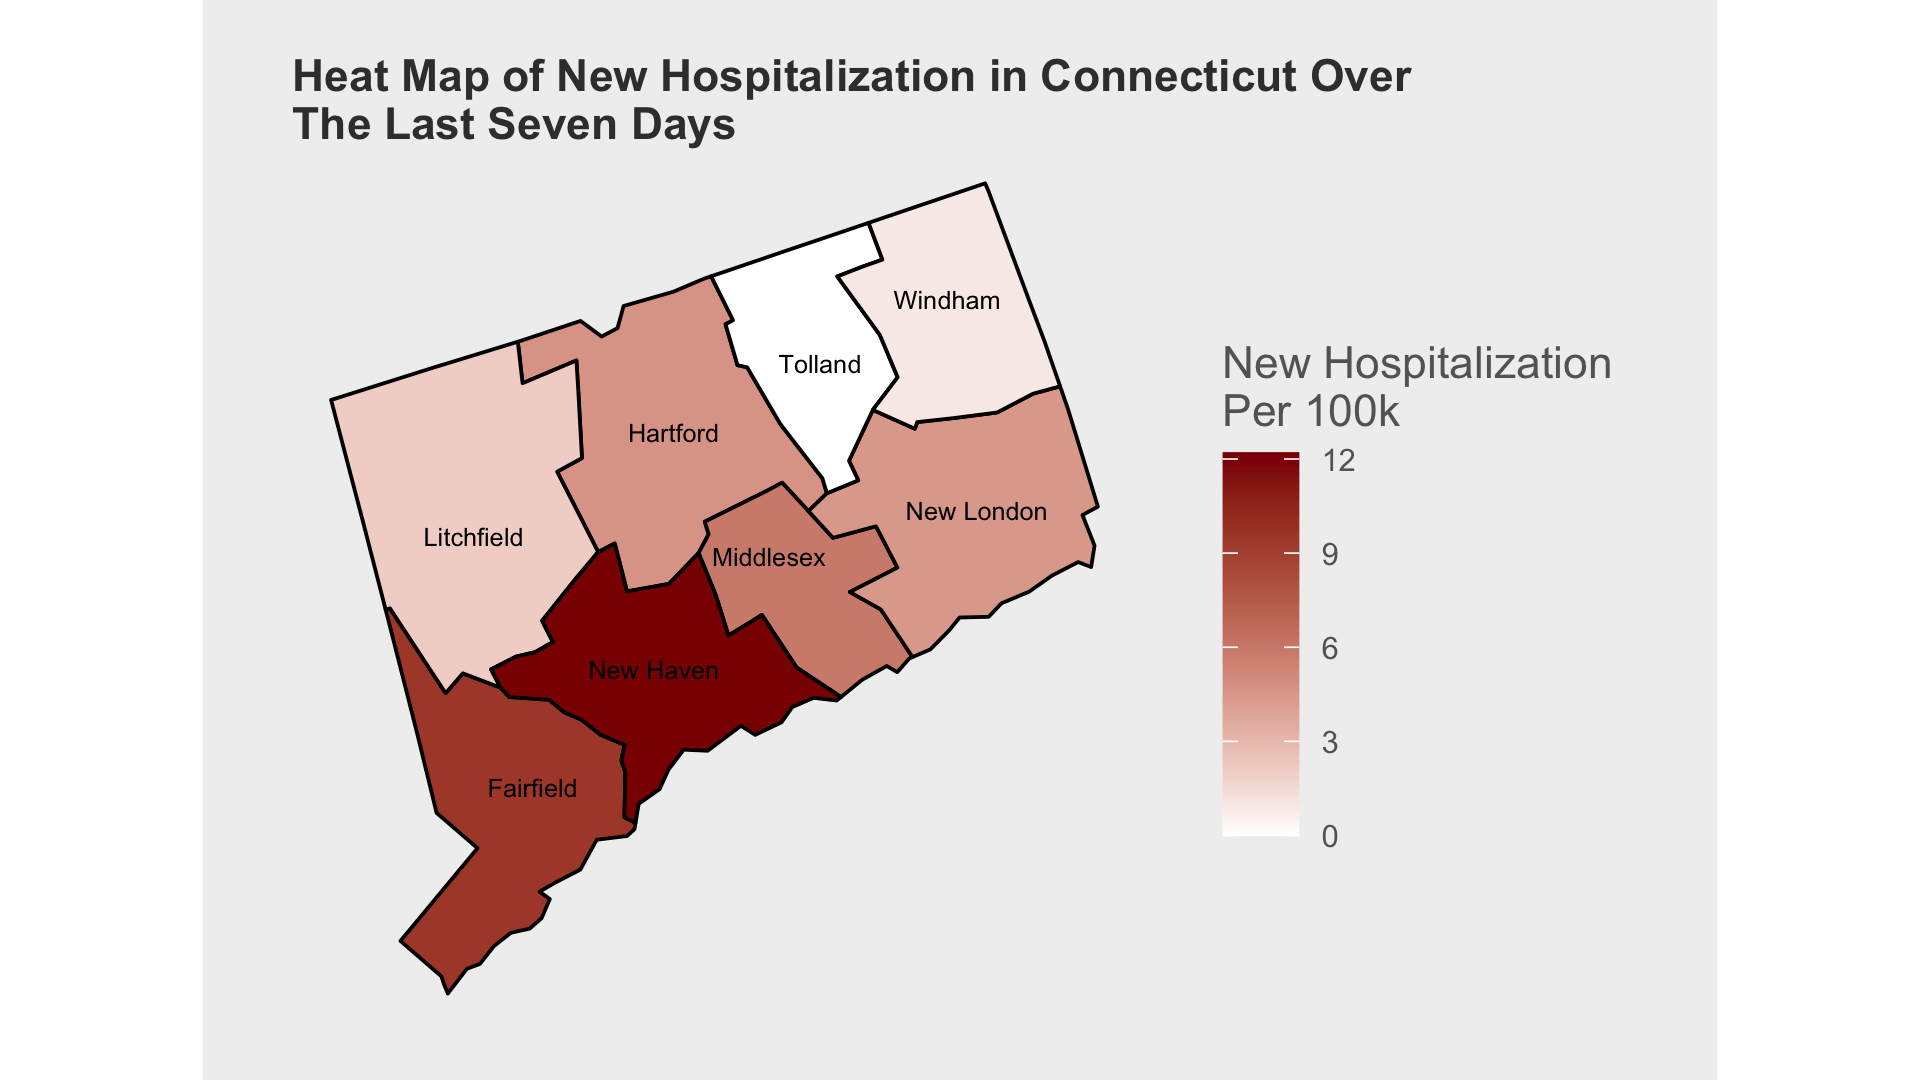 Heat Map of New Hospitalization in Connecticut Over
The Last Seven Days
Windham
Tolland
Hartford
New London
Litchfield
Middlesex
New Haven
Fairfield
New Hospitalization
Per 100k
12
9
6
3
0